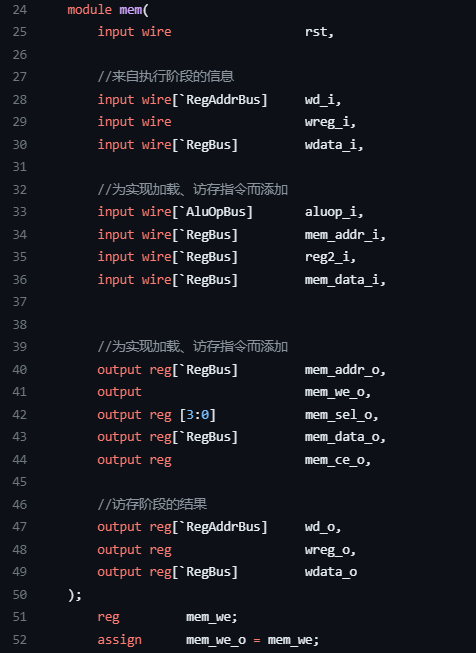 24 module mem(
25 input wire rst,
26
27 //来自执行阶段的信息
28 input wire[`RegAddrBus] wd_i,
29 input wire wreg_i,
30 input wire[`RegBus] wdata_i,
31
32 //为实现加载、访存指令而添加
33 input wire[`AluOpBus] aluop_i,
34 input wire[`RegBus] mem_addr_i,
35 input wire[`RegBus] reg2_i,
36 input wire[`RegBus] mem_data_i,
37
38
39 //为实现加载、访存指令而添加
40 output reg[`RegBus] mem_addr_o,
41 output mem_we_o,
42 output reg [3:0] mem_sel_o,
43 output reg[`RegBus] mem_data_o,
44 output reg mem_ce_o,
45
46 //访存阶段的结果
47 output reg[`RegAddrBus] wd_o,
48 output reg wreg_o,
49 output reg[`RegBus] wdata_o
50 );
51 reg mem_we;
52 assign mem_we_o = mem_we;